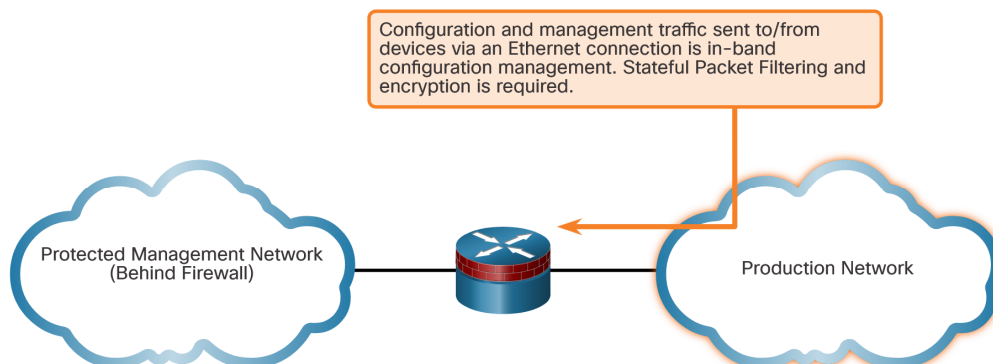 Configuration and management traffic sent to/from
devices via an Ethernet connection is in-band
configuration management. Stateful Packet Filtering and
encryption is required.
Protected Management Network
(Behind Firewall)
Production Network